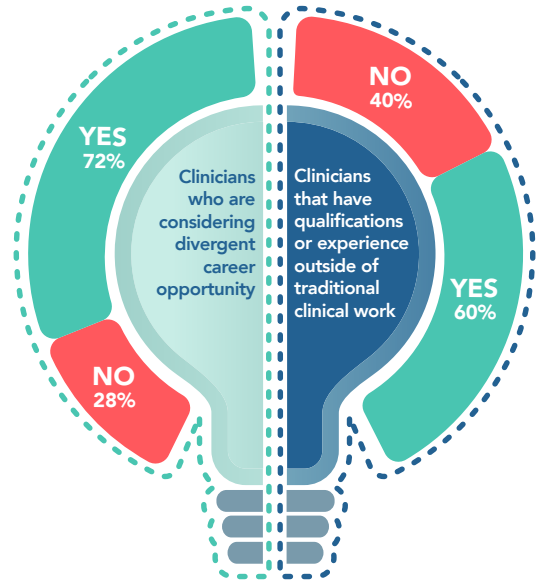 YES
72%
NO
28%
Clinicians
who are
considering
divergent
career
opportunity
Clinicians
that have
qualifications
or experience
outside of
traditional
clinical work
NO
40%
YES
60%